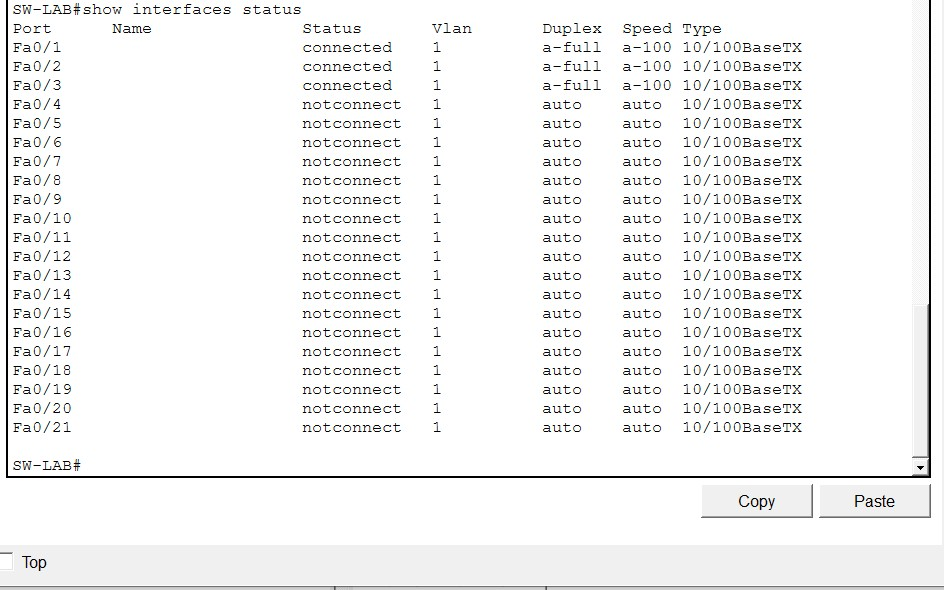 SW-LAB#show interfaces status
Port      Name               Status       Vlan       Duplex  Speed Type
Fa0/1                        connected    1          a-full  a-100 10/100BaseTX
Fa0/2                        connected    1          a-full  a-100 10/100BaseTX
Fa0/3                        connected    1          a-full  a-100 10/100BaseTX
Fa0/4                        notconnect   1          auto    auto  10/100BaseTX
Fa0/5                        notconnect   1          auto    auto  10/100BaseTX
Fa0/6                        notconnect   1          auto    auto  10/100BaseTX
Fa0/7                        notconnect   1          auto    auto  10/100BaseTX
Fa0/8                        notconnect   1          auto    auto  10/100BaseTX
Fa0/9                        notconnect   1          auto    auto  10/100BaseTX
Fa0/10                       notconnect   1          auto    auto  10/100BaseTX
Fa0/11                       notconnect   1          auto    auto  10/100BaseTX
Fa0/12                       notconnect   1          auto    auto  10/100BaseTX
Fa0/13                       notconnect   1          auto    auto  10/100BaseTX
Fa0/14                       notconnect   1          auto    auto  10/100BaseTX
Fa0/15                       notconnect   1          auto    auto  10/100BaseTX
Fa0/16                       notconnect   1          auto    auto  10/100BaseTX
Fa0/17                       notconnect   1          auto    auto  10/100BaseTX
Fa0/18                       notconnect   1          auto    auto  10/100BaseTX
Fa0/19                       notconnect   1          auto    auto  10/100BaseTX
Fa0/20                       notconnect   1          auto    auto  10/100BaseTX
Fa0/21                       notconnect   1          auto    auto  10/100BaseTX
SW-LAB#
Copy Paste
Top